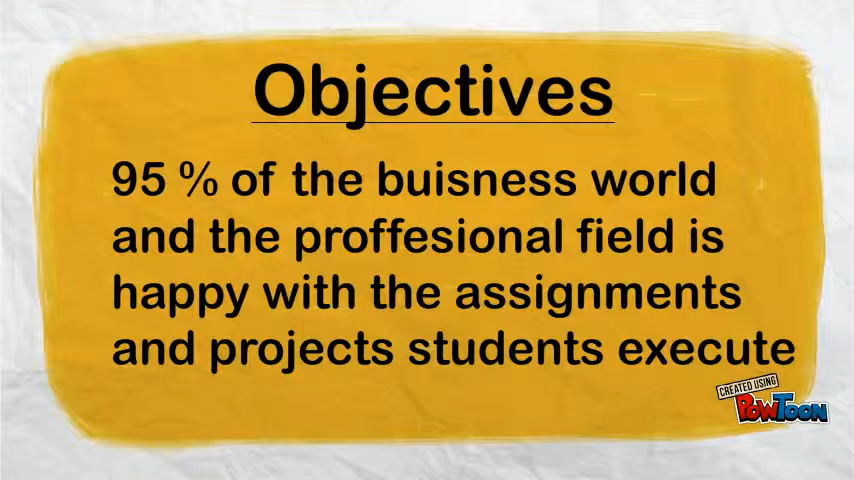 Objectives
95 % of the buisness world
and the proffesional field is
happy with the assignments
and projects students execute
CREATED USING
POWTOON